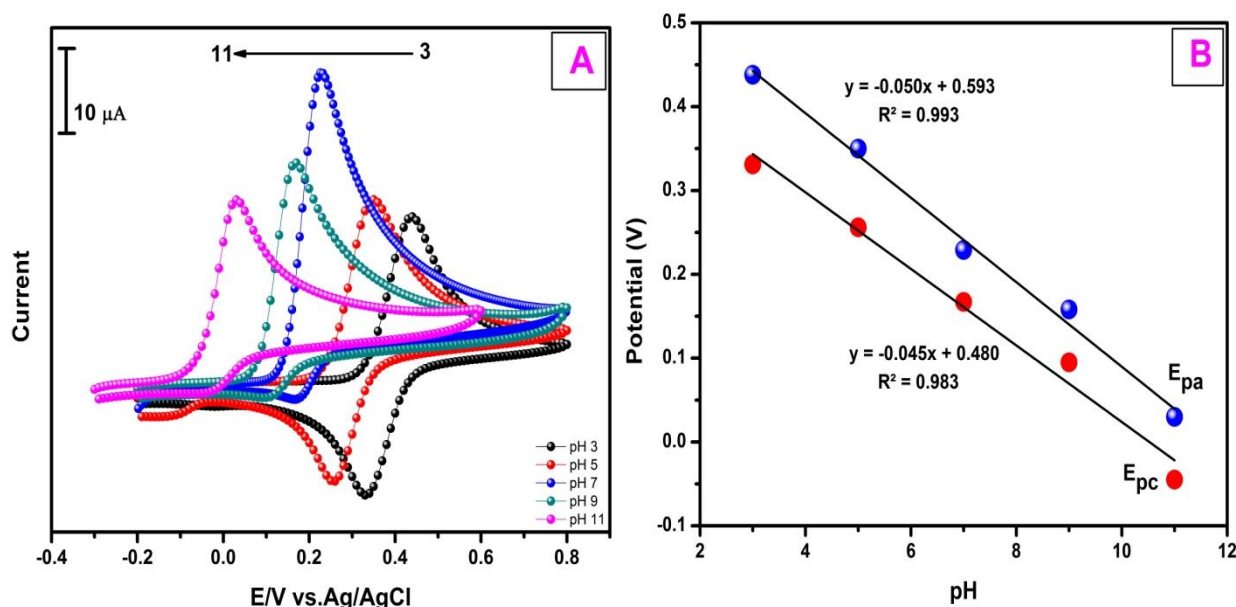 A
11 3
10 μA
Current
pH 3
pH 5
pH 7
pH 9
pH 11
-0.4 -0.2 0.0 0.2 0.4 0.6 0.8
E/V vs.Ag/AgCl
B
0.5
0.4
0.3
0.2
0.1
0.0
-0.1
Potential (V)
y = -0.050x + 0.593
R² = 0.993
y = -0.045x + 0.480
R² = 0.983
Epa
Epc
2 4 6 8 10 12
pH